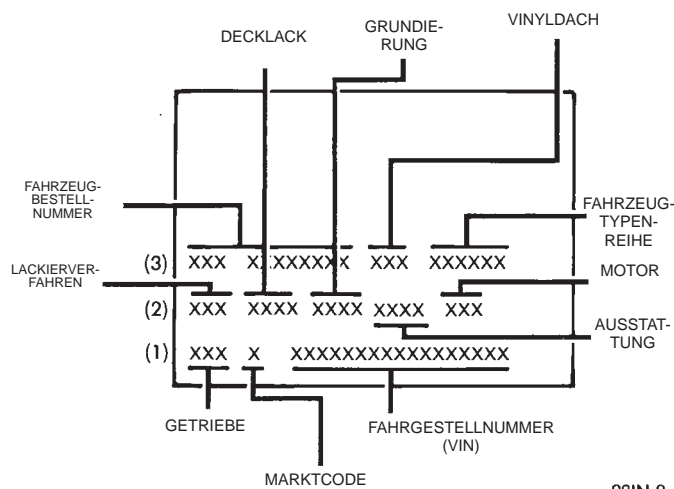 DECKLACK
GRUNDIE-
RUNG
VINYLDACH
FAHRZEUG-
BESTELL-
NUMMER
FAHRZEUG-
TYPEN-
REIHE
(3) XXX XXXXXXXX XXX XXXXXX
LACKIERVER-
FAHREN
MOTOR
(2) XXX XXXX XXXX XXXX XXX
AUSSTAT-
TUNG
(1) XXX X XXXXXXXXXXXXXXXXX
GETRIEBE
FAHRGESTELLNUMMER
(VIN)
MARKTCODE